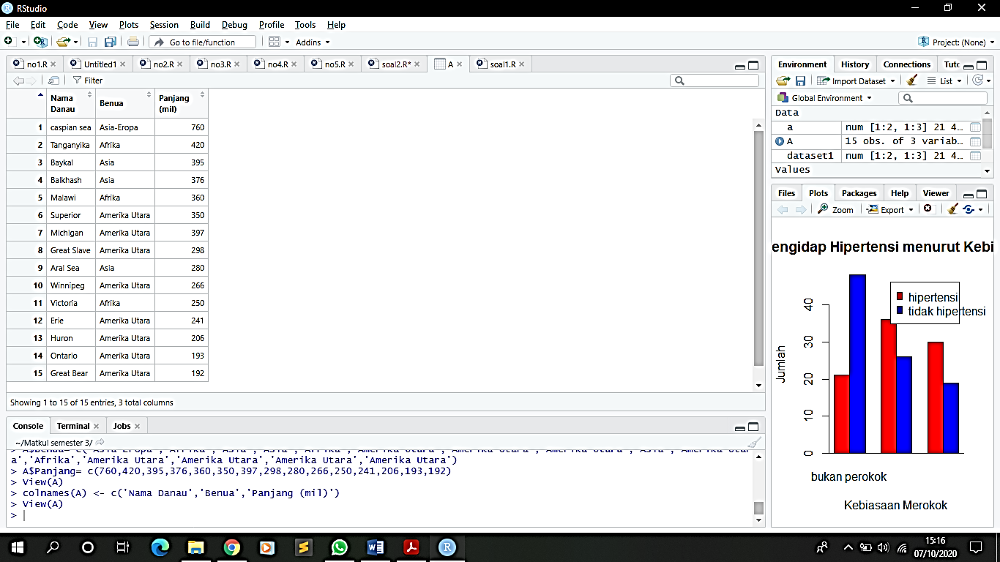 RStudio
File Edit Code View Plots Session Build Debug Profile Tools Help
Go to file/function Addins Project: (None)
no1.R Untitled1 no2.R no3.R no4.R no5.R soal2.R* A soal1.R
Filter
Nama Danau Benua Panjang (mil)
1 caspian sea Asia-Eropa 760
2 Tanganyika Afrika 420
3 Baykal Asia 395
4 Balkhash Asia 376
5 Malawi Afrika 360
6 Superior Amerika Utara 350
7 Michigan Amerika Utara 397
8 Great Slave Amerika Utara 298
9 Aral Sea Asia 280
10 Winnipeg Amerika Utara 266
11 Victoria Afrika 250
12 Erie Amerika Utara 241
13 Huron Amerika Utara 206
14 Ontario Amerika Utara 193
15 Great Bear Amerika Utara 192
Showing 1 to 15 of 15 entries, 3 total columns
Console Terminal Jobs
~/Matkul semester 3/
a','Afrika','Amerika Utara','Amerika Utara','Amerika Utara','Amerika Utara')
> A$Panjang= c(760,420,395,376,360,350,397,298,280,266,250,241,206,193,192)
> View(A)
> colnames(A) <- c('Nama Danau','Benua','Panjang (mil)')
> View(A)
>
Environment History Connections Tutc
Import Dataset List
Global Environment
Data
a num [1:2, 1:3] 21 4…
A 15 obs. of 3 variab…
dataset1 num [1:2, 1:3] 21 4…
Values
Files Plots Packages Help Viewer
Zoom Export
engidap Hipertensi menurut Kebi
hipertensi
tidak hipertensi
Jumlah
40
30
20
10
0
bukan perokok
Kebiasaan Merokok
15:16
07/10/2020